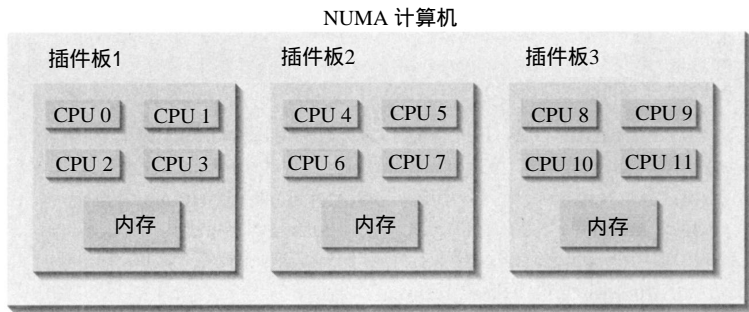 NUMA 计算机
插件板1 插件板2 插件板3
CPU 0 CPU 1 CPU 4 CPU 5 CPU 8 CPU 9
CPU 2 CPU 3 CPU 6 CPU 7 CPU 10 CPU 11
内存 内存 内存